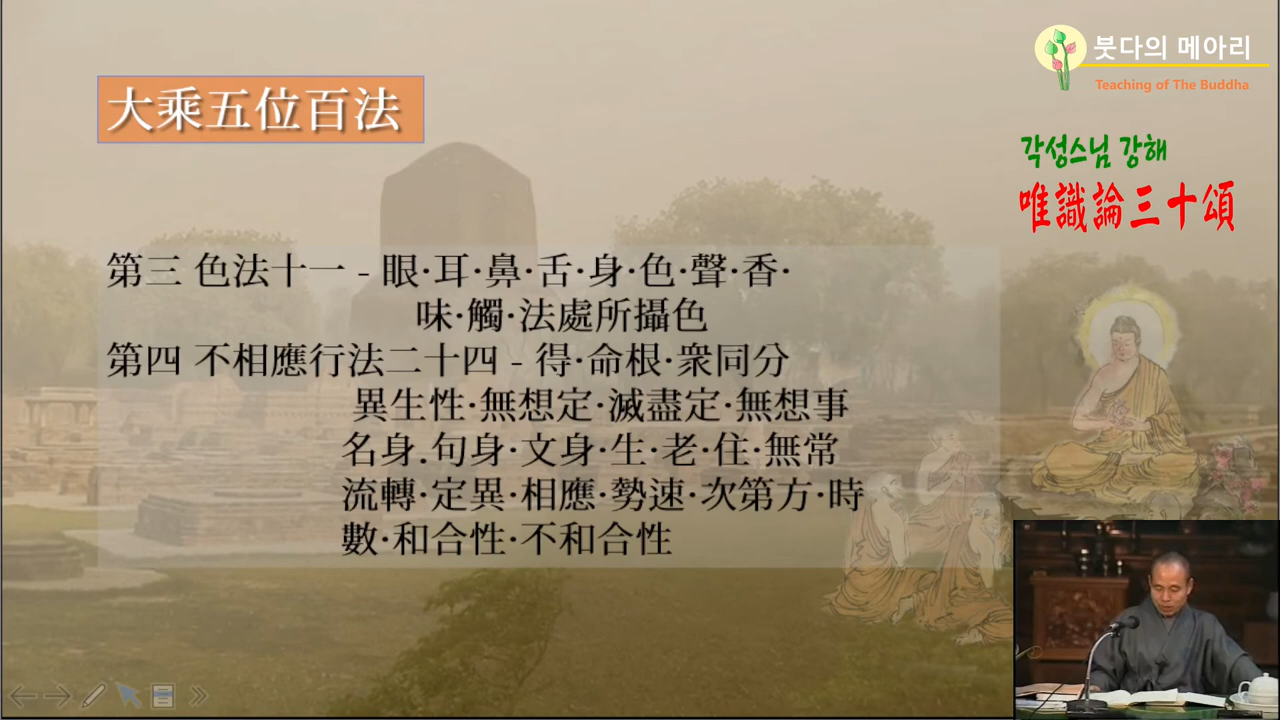 大乘五位百法
붓다의 메아리
Teaching of The Buddha
각성스님 강해
唯識論三十頌
第三 色法十一 - 眼·耳·鼻·舌·身·色·聲·香·
味·觸·法處所攝色
第四 不相應行法二十四 - 得·命根·衆同分
異生性·無想定·滅盡定·無想事
名身.句身·文身·生·老·住·無常
流轉·定異·相應·勢速·次第方·時
數·和合性·不和合性